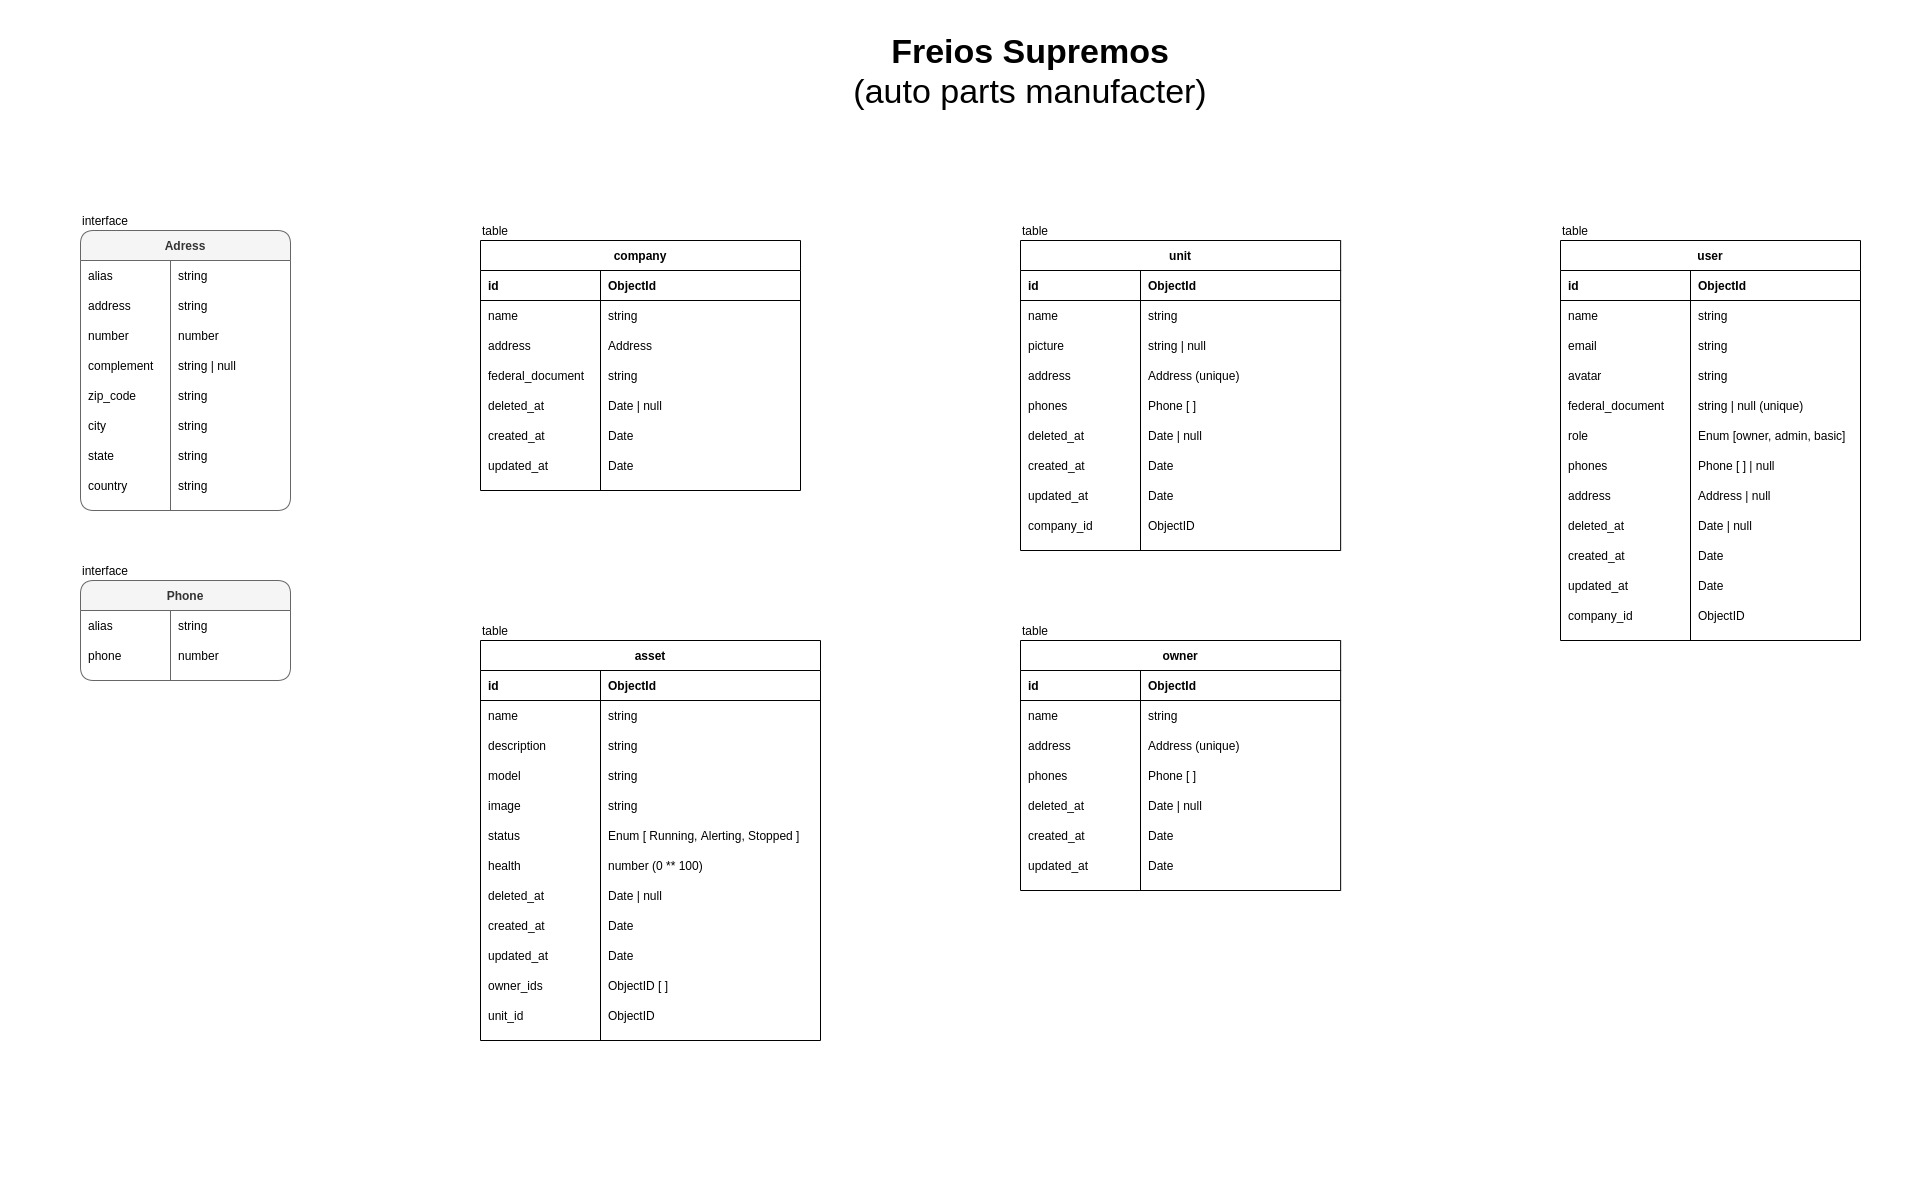 Freios Supremos
(auto parts manufacter)
interface
Adress
alias string
address string
number number
complement string | null
zip_code string
city string
state string
country string
interface
Phone
alias string
phone number
table
company
id ObjectId
name string
address Address
federal_document string
deleted_at Date | null
created_at Date
updated_at Date
table
asset
id ObjectId
name string
description string
model string
image string
status Enum [ Running, Alerting, Stopped ]
health number (0 ** 100)
deleted_at Date | null
created_at Date
updated_at Date
owner_ids ObjectID [ ]
unit_id ObjectID
table
unit
id ObjectId
name string
picture string | null
address Address (unique)
phones Phone [ ]
deleted_at Date | null
created_at Date
updated_at Date
company_id ObjectID
table
owner
id ObjectId
name string
address Address (unique)
phones Phone [ ]
deleted_at Date | null
created_at Date
updated_at Date
table
user
id ObjectId
name string
email string
avatar string
federal_document string | null (unique)
role Enum [owner, admin, basic]
phones Phone [ ] | null
address Address | null
deleted_at Date | null
created_at Date
updated_at Date
company_id ObjectID